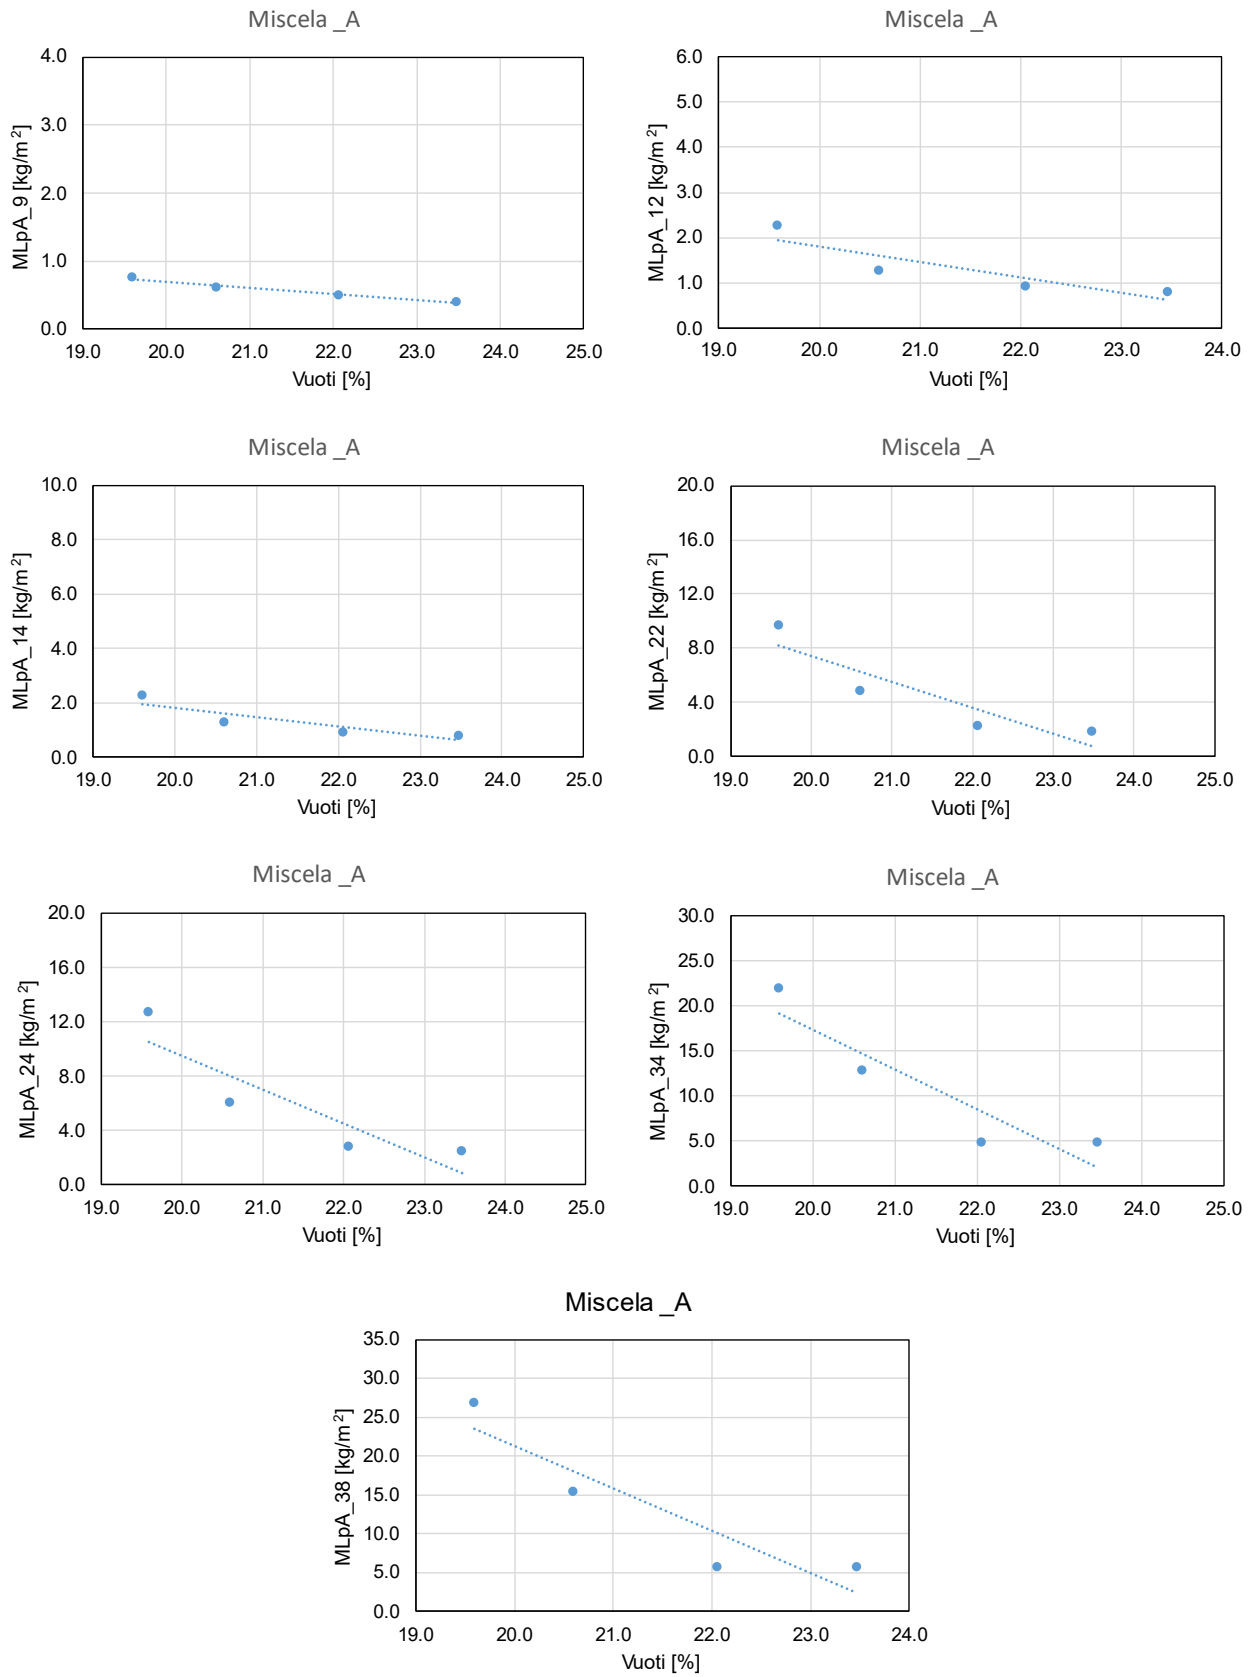 Miscela _A
4.0
3.0
2.0
1.0
0.0
MLpA_9 [kg/m²]
19.0 20.0 21.0 22.0 23.0 24.0 25.0
Vuoti [%]
Miscela _A
6.0
5.0
4.0
3.0
2.0
1.0
0.0
MLpA_12 [kg/m²]
19.0 20.0 21.0 22.0 23.0 24.0
Vuoti [%]
Miscela _A
10.0
8.0
6.0
4.0
2.0
0.0
MLpA_14 [kg/m²]
19.0 20.0 21.0 22.0 23.0 24.0 25.0
Vuoti [%]
Miscela _A
20.0
16.0
12.0
8.0
4.0
0.0
MLpA_22 [kg/m²]
19.0 20.0 21.0 22.0 23.0 24.0 25.0
Vuoti [%]
Miscela _A
20.0
16.0
12.0
8.0
4.0
0.0
MLpA_24 [kg/m²]
19.0 20.0 21.0 22.0 23.0 24.0 25.0
Vuoti [%]
Miscela _A
30.0
25.0
20.0
15.0
10.0
5.0
0.0
MLpA_34 [kg/m²]
19.0 20.0 21.0 22.0 23.0 24.0 25.0
Vuoti [%]
Miscela _A
35.0
30.0
25.0
20.0
15.0
10.0
5.0
0.0
MLpA_38 [kg/m²]
19.0 20.0 21.0 22.0 23.0 24.0
Vuoti [%]